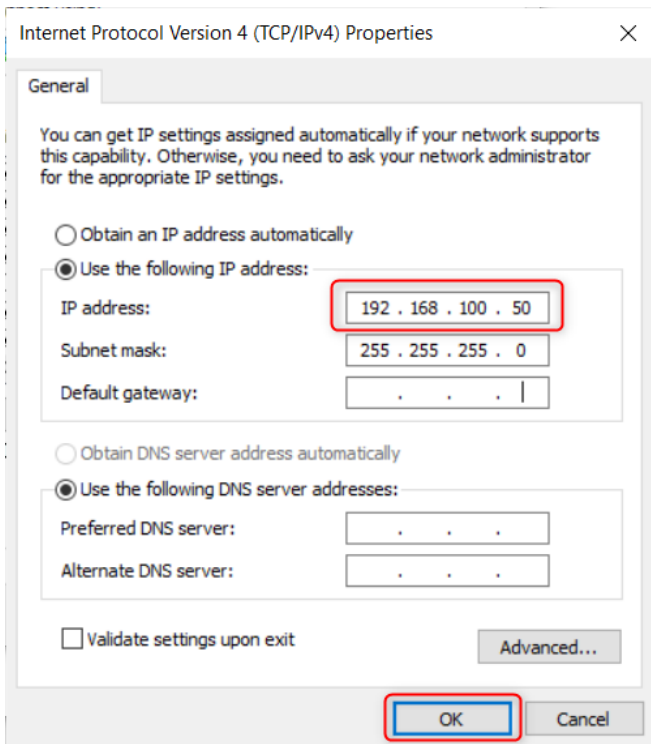 Internet Protocol Version 4 (TCP/IPv4) Properties
General
You can get IP settings assigned automatically if your network supports
this capability. Otherwise, you need to ask your network administrator
for the appropriate IP settings.
Obtain an IP address automatically
Use the following IP address:
IP address: 192 . 168 . 100 . 50
Subnet mask: 255 . 255 . 255 . 0
Default gateway: . . .
Obtain DNS server address automatically
Use the following DNS server addresses:
Preferred DNS server: . . .
Alternate DNS server: . . .
Validate settings upon exit
Advanced...
OK Cancel